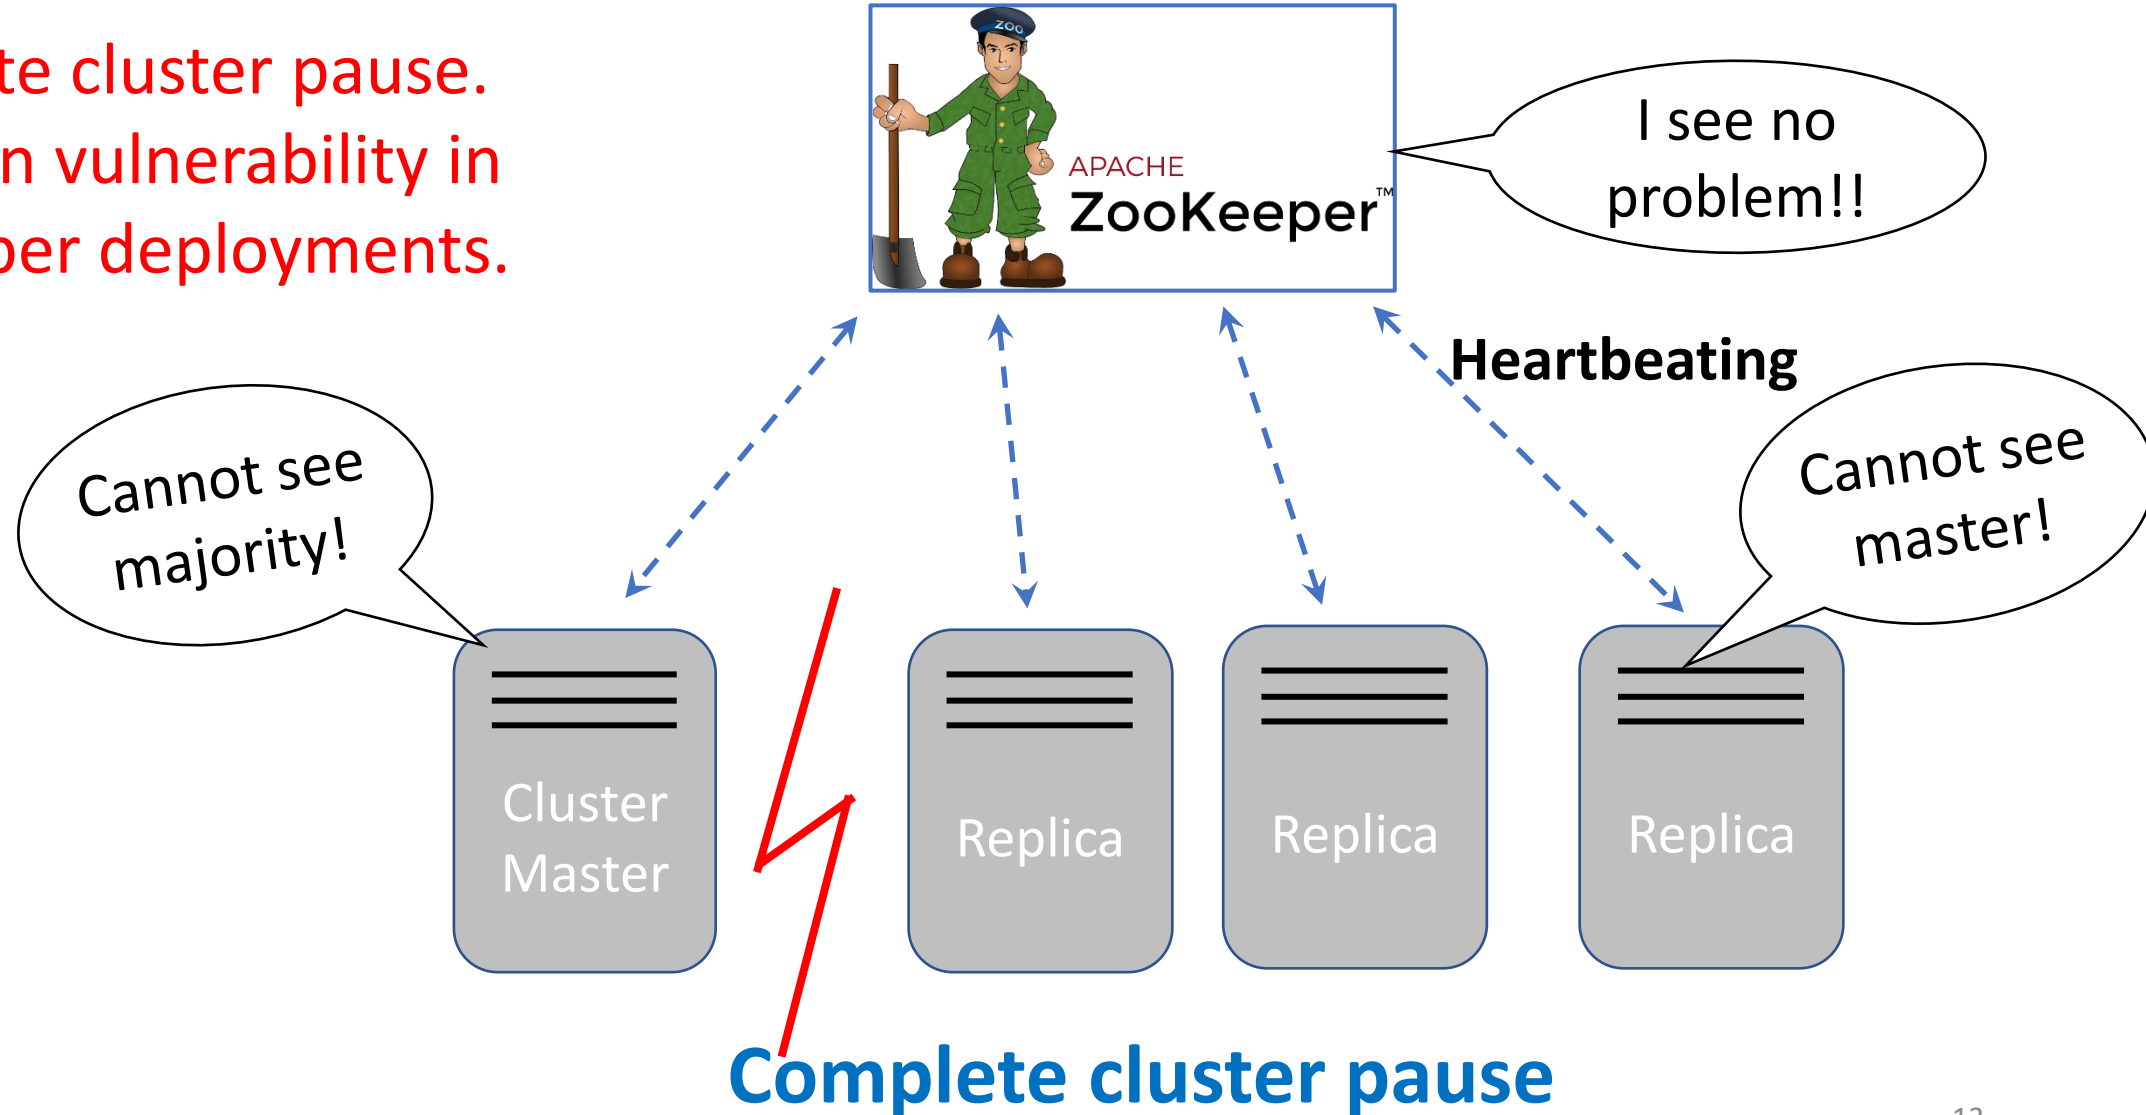 te cluster pause.
n vulnerability in
per deployments.
ZOO
APACHE
ZooKeeper™
I see no
problem!!
Heartbeating
Cannot see
majority!
Cannot see
master!
Cluster
Master
Replica
Replica
Replica
Complete cluster pause